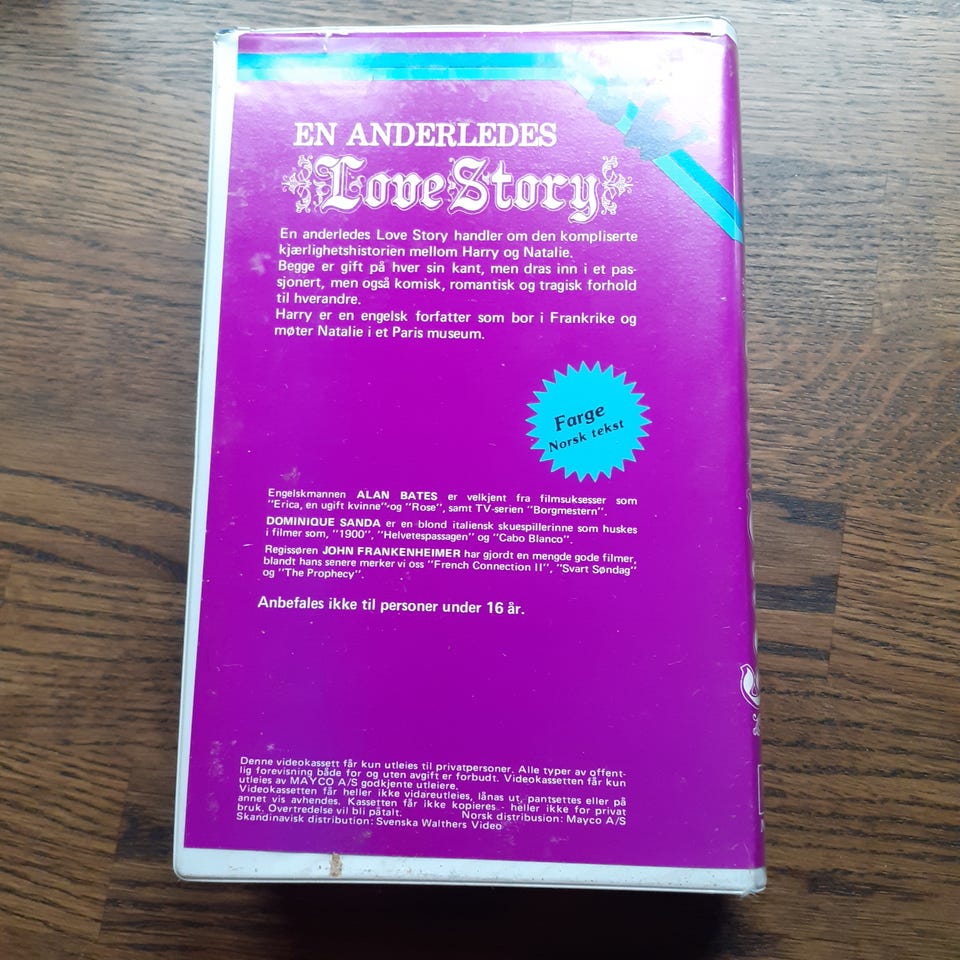 EN ANDERLEDES
Love Story
En anderledes Love Story handler om den kompliserte
kjærlighetshistorien mellom Harry og Natalie.
Begge er gift på hver sin kant, men dras inn i et pas-
sjonert, men også komisk, romantisk og tragisk forhold
til hverandre.
Harry er en engelsk forfatter som bor i Frankrike og
møter Natalie i et Paris museum.
Farge
Norsk tekst
Engelskmannen ALAN BATES er velkjent fra filmsuksesser som
"Erica, en ugift kvinne" og "Rose", samt TV-serien "Borgmestern".
DOMINIQUE SANDA er en blond italiensk skuespillerinne som huskes
i filmer som, "1900", "Helvetespassagen" og "Cabo Blanco".
Regissøren JOHN FRANKENHEIMER har gjordt en mengde gode filmer,
blandt hans senere merker vi oss "French Connection II", "Svart Søndag"
og "The Prophecy".
Anbefales ikke til personer under 16 år.
Denne videokassett får kun utleies til privatpersoner. Alle typer av offent-
lig forevisning både for og uten avgift er forbudt. Videokassetten får kun
utleies av MAYCO A/S godkjente utleiere.
Videokassetten får heller ikke vidareutleies, lånas ut, pantsettes eller på
annet vis avhendes. Kassetten får ikke kopieres - heller ikke for privat
bruk. Overtredelse vil bli påtalt. Norsk distribusion: Mayco A/S
Skandinavisk distribution: Svenska Walthers Video